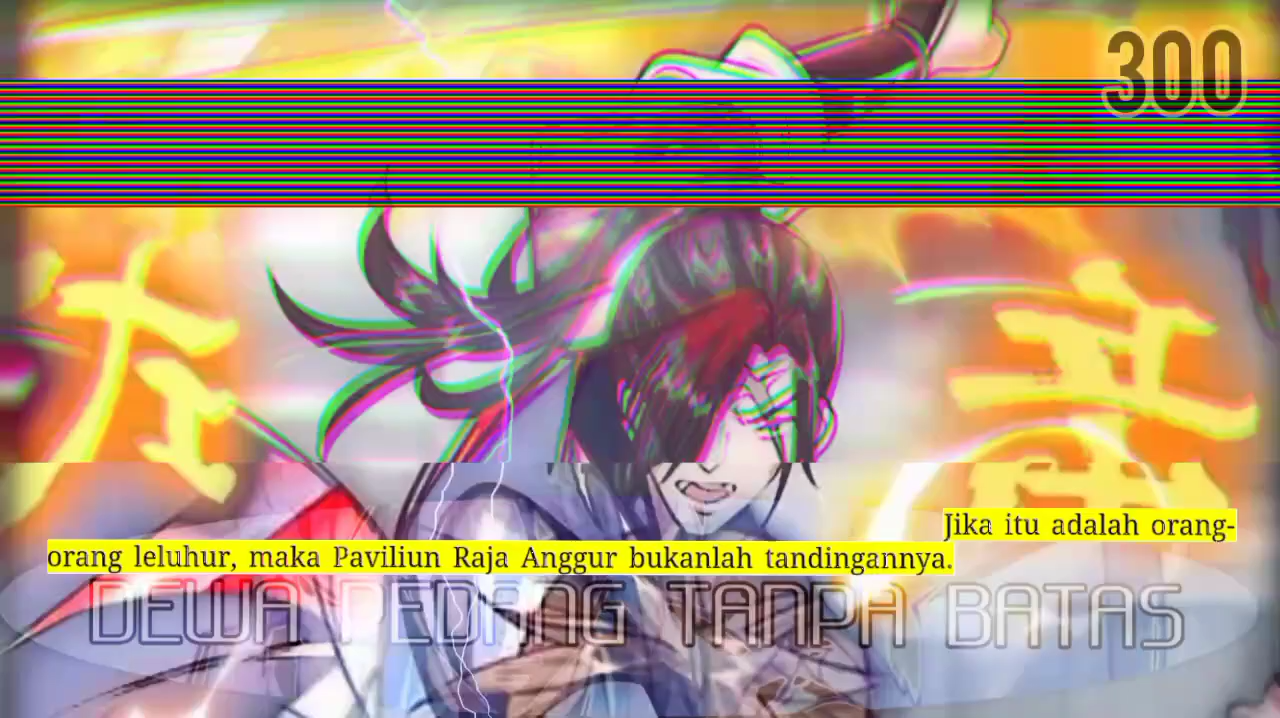 300
Jika itu adalah orang-
orang leluhur, maka Paviliun Raja Anggur bukanlah tandingannya.
DEWA PEDANG TANPA BATAS